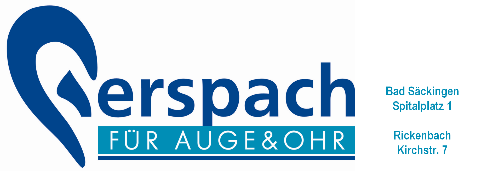 Gerspach
FÜR AUGE&OHR
Bad Säckingen
Spitalplatz 1
Rickenbach
Kirchstr. 7